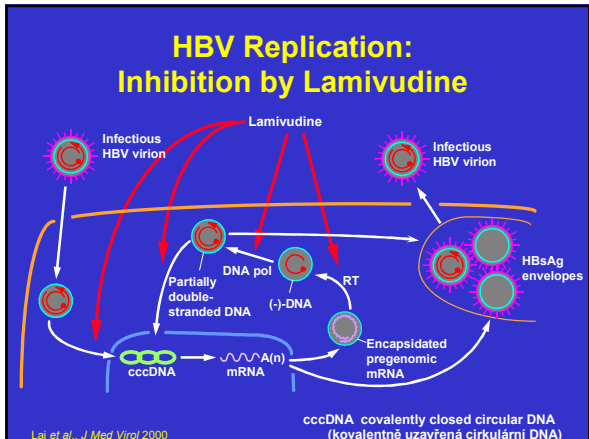 HBV Replication:
Inhibition by Lamivudine
Lamivudine
Infectious
HBV virion
Infectious
HBV virion
HBsAg
envelopes
Partially
double-
stranded DNA
DNA pol
(-)-DNA
RT
Encapsidated
pregenomic
mRNA
cccDNA
A(n)
mRNA
cccDNA covalently closed circular DNA
(kovalentně uzavřená cirkulární DNA)
Lai et al., J Med Virol 2000